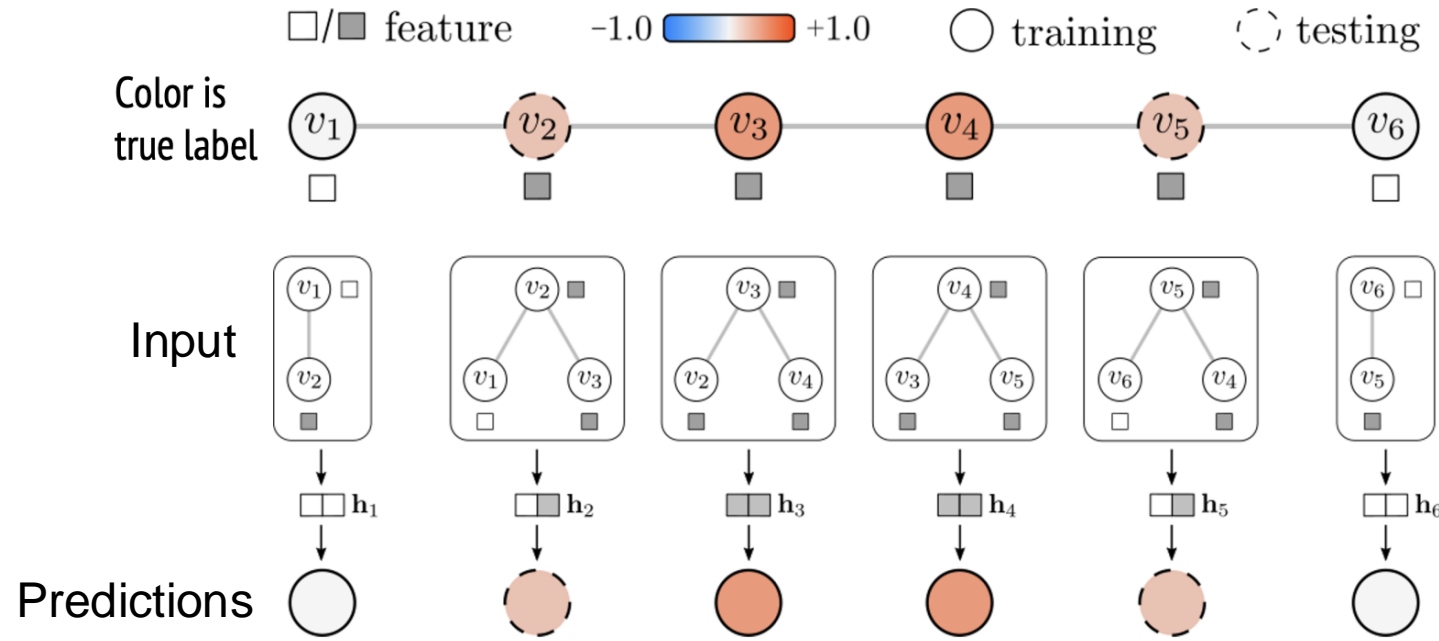 □/■ feature −1.0 +1.0 training testing
Color is
true label
v₁ v₂ v₃ v₄ v₅ v₆
Input
v₁ v₂ v₃ v₄ v₅ v₆
v₂ v₁ v₃ v₂ v₄ v₃ v₅ v₆ v₄ v₅
h₁ h₂ h₃ h₄ h₅ h₆
Predictions